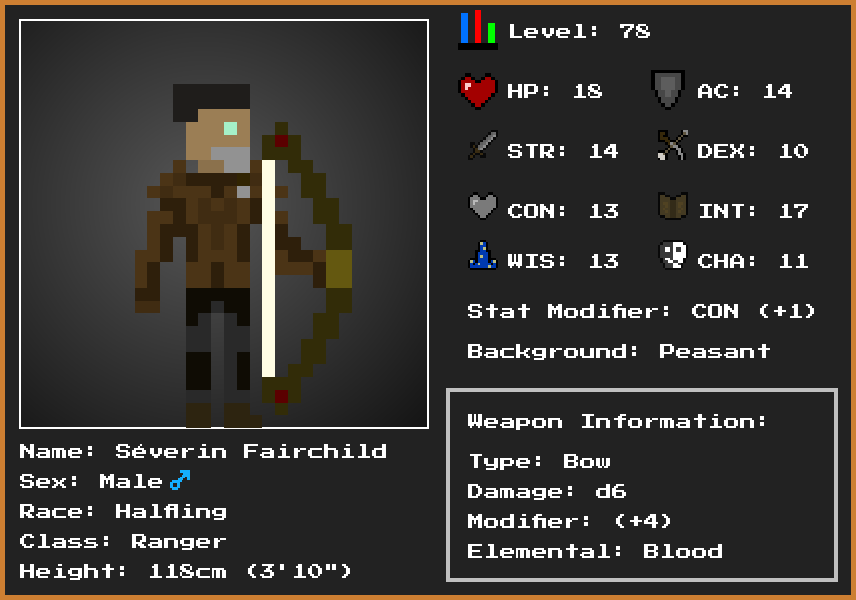 Level: 78
HP: 18 AC: 14
STR: 14 DEX: 10
CON: 13 INT: 17
WIS: 13 CHA: 11
Stat Modifier: CON (+1)
Background: Peasant
Weapon Information:
Type: Bow
Damage: d6
Modifier: (+4)
Elemental: Blood
Name: Séverin Fairchild
Sex: Male♂
Race: Halfling
Class: Ranger
Height: 118cm (3'10")